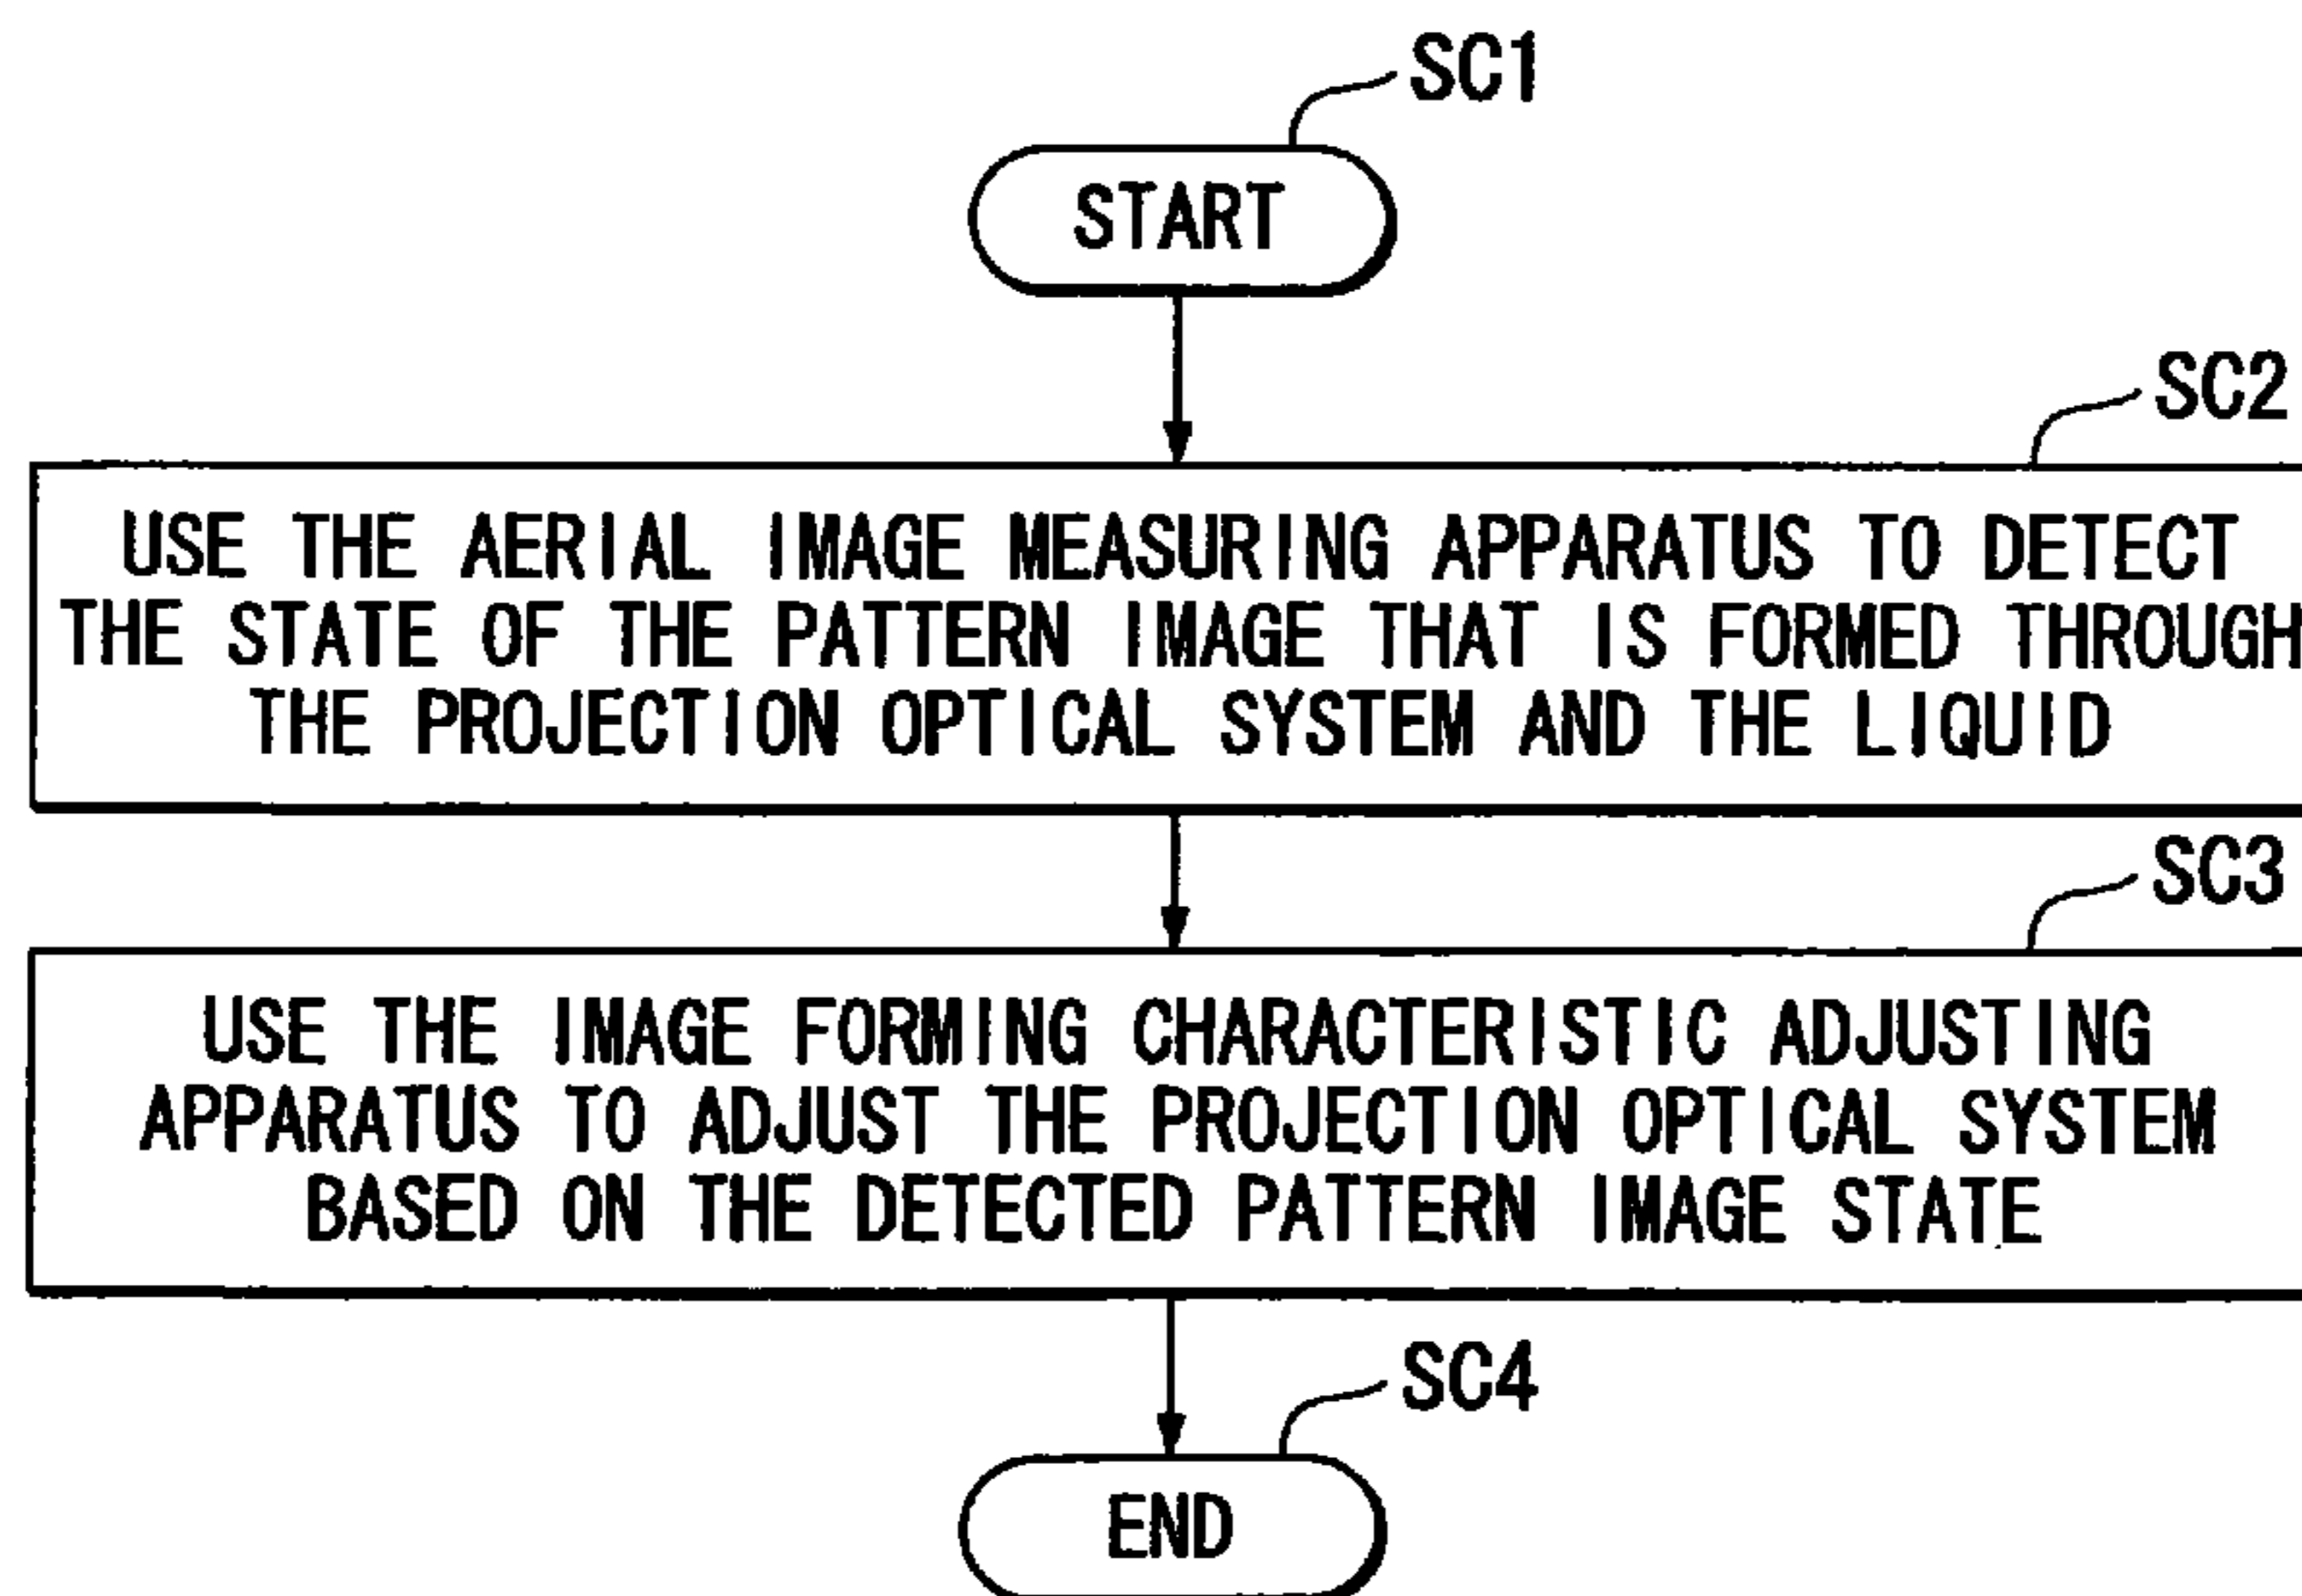 SC1
START
SC2
USE THE AERIAL IMAGE MEASURING APPARATUS TO DETECT
THE STATE OF THE PATTERN IMAGE THAT IS FORMED THROUGH
THE PROJECTION OPTICAL SYSTEM AND THE LIQUID
SC3
USE THE IMAGE FORMING CHARACTERISTIC ADJUSTING
APPARATUS TO ADJUST THE PROJECTION OPTICAL SYSTEM
BASED ON THE DETECTED PATTERN IMAGE STATE
SC4
END